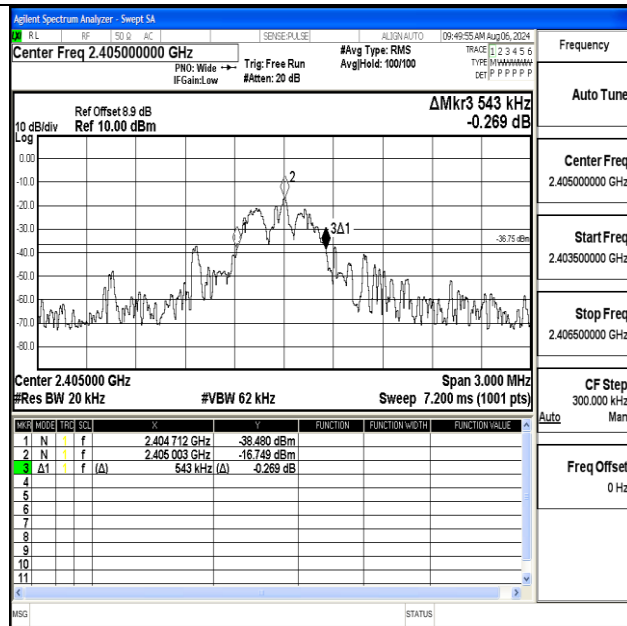 Agilent Spectrum Analyzer - Swept SA
RL RF 50 Ω AC SENSE:PULSE ALIGN AUTO 09:49:55 AM Aug 06, 2024
Center Freq 2.405000000 GHz
PNO: Wide
IFGain:Low
Trig: Free Run
#Atten: 20 dB
#Avg Type: RMS
Avg|Hold: 100/100
TRACE 1 2 3 4 5 6
TYPE M WWWWW
DET P P P P P P
ΔMkr3 543 kHz
-0.269 dB
Ref Offset 8.9 dB
10 dB/div Ref 10.00 dBm
Log
0.00
-10.0
-20.0
-30.0
-40.0
-50.0
-60.0
-70.0
-80.0
2
3Δ1
-36.75 dBm
Center 2.405000 GHz Span 3.000 MHz
#Res BW 20 kHz #VBW 62 kHz Sweep 7.200 ms (1001 pts)
MKR MODE TRC SCL X Y FUNCTION FUNCTION WIDTH FUNCTION VALUE
1 N 1 f 2.404 712 GHz -38.480 dBm
2 N 1 f 2.405 003 GHz -16.749 dBm
3 Δ1 1 f (Δ) 543 kHz (Δ) -0.269 dB
4
5
6
7
8
9
10
11
MSG STATUS
Frequency
Auto Tune
Center Freq
2.405000000 GHz
Start Freq
2.403500000 GHz
Stop Freq
2.406500000 GHz
CF Step
300.000 kHz
Auto Man
Freq Offset
0 Hz